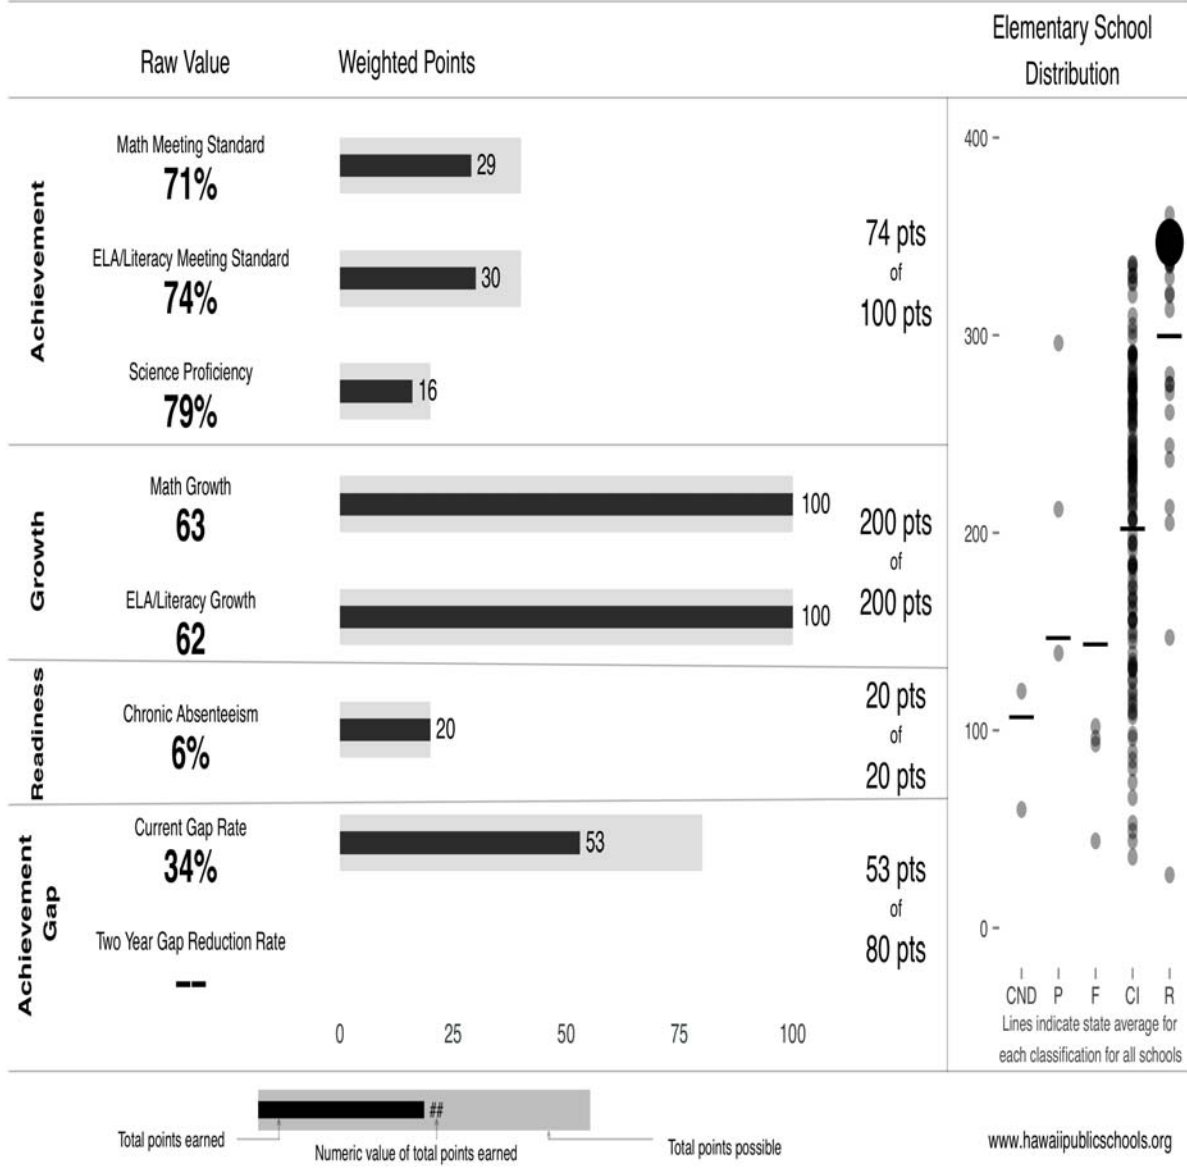 Raw Value
Weighted Points
Elementary School
Distribution
Achievement
Math Meeting Standard
71%
29
ELA/Literacy Meeting Standard
74%
30
Science Proficiency
79%
16
74 pts
of
100 pts
Growth
Math Growth
63
100
ELA/Literacy Growth
62
100
200 pts
of
200 pts
Readiness
Chronic Absenteeism
6%
20
20 pts
of
20 pts
Achievement
Gap
Current Gap Rate
34%
53
Two Year Gap Reduction Rate
--
53 pts
of
80 pts
0 25 50 75 100
400
300
200
100
0
CND P F CI R
Lines indicate state average for
each classification for all schools
##
Total points earned
Numeric value of total points earned
Total points possible
www.hawaiipublicschools.org